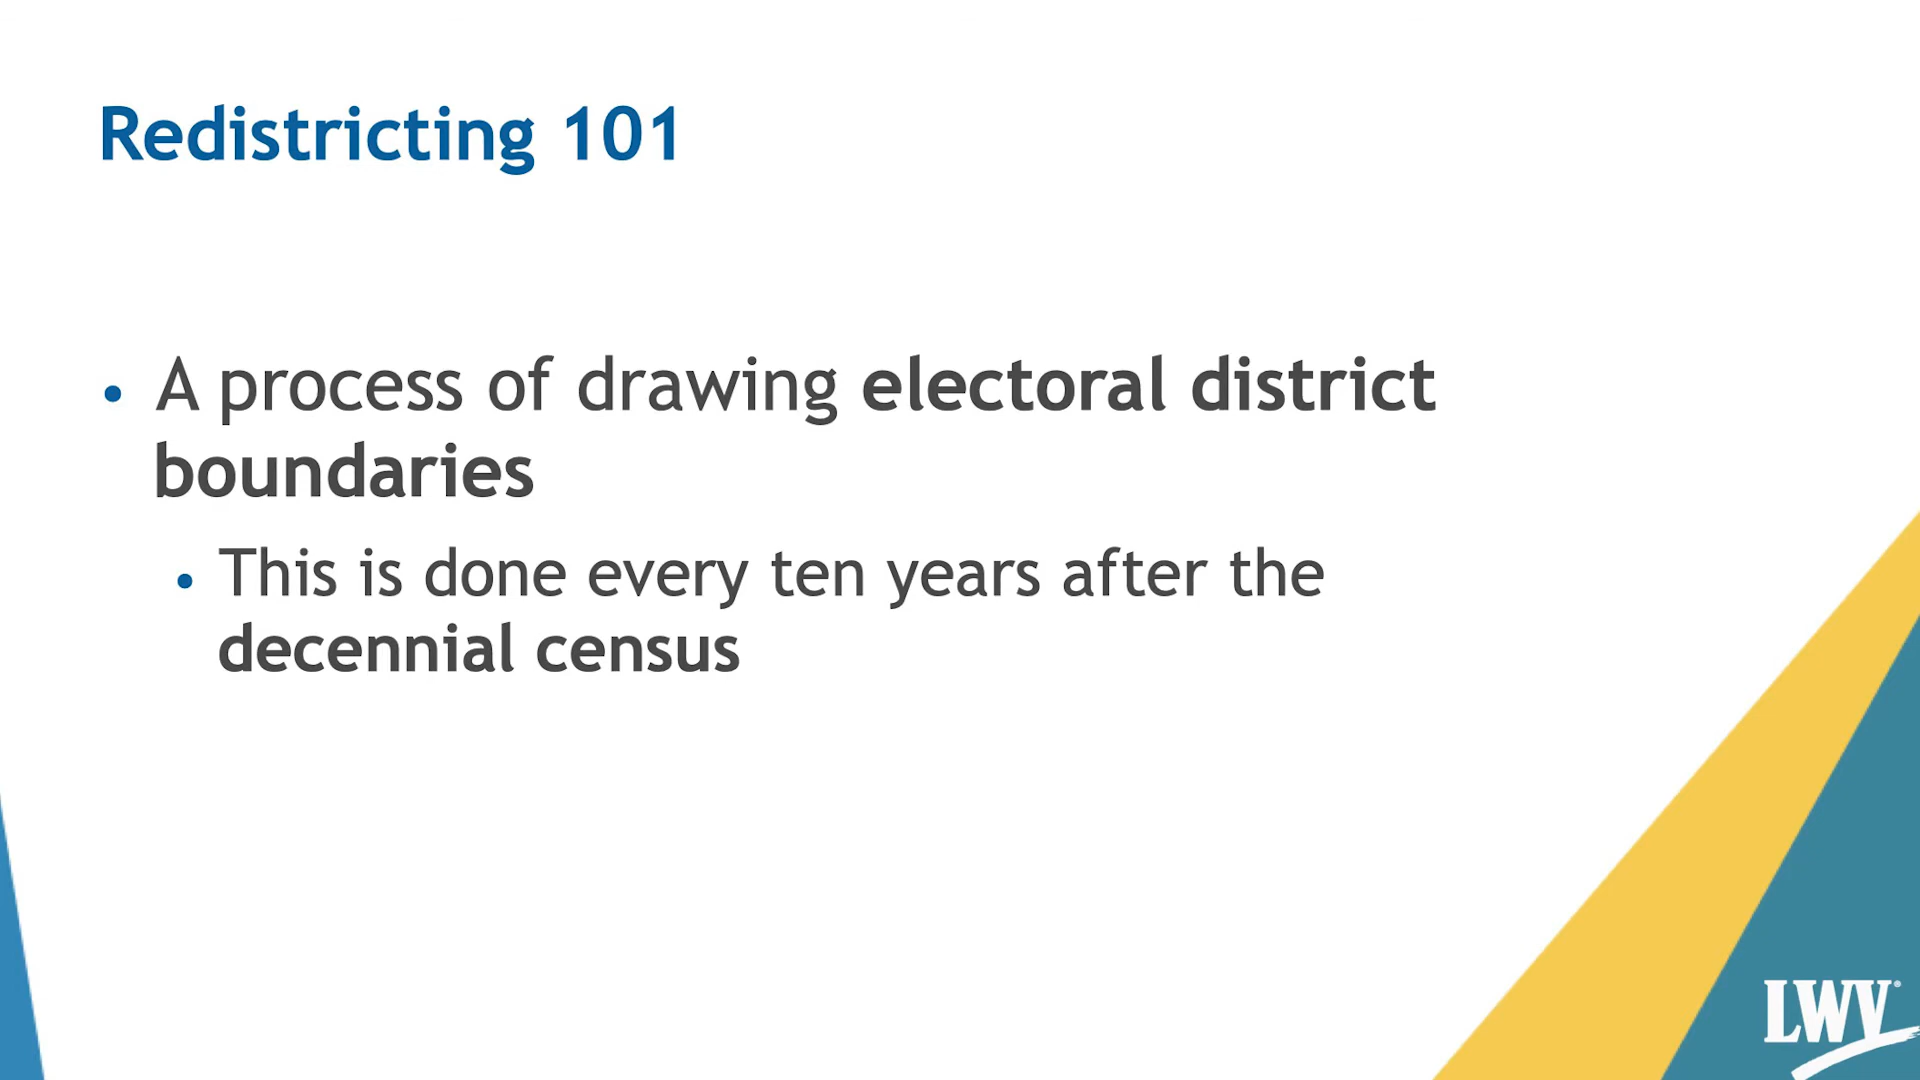 Redistricting 101
• A process of drawing electoral district
boundaries
• This is done every ten years after the
decennial census
LWV®